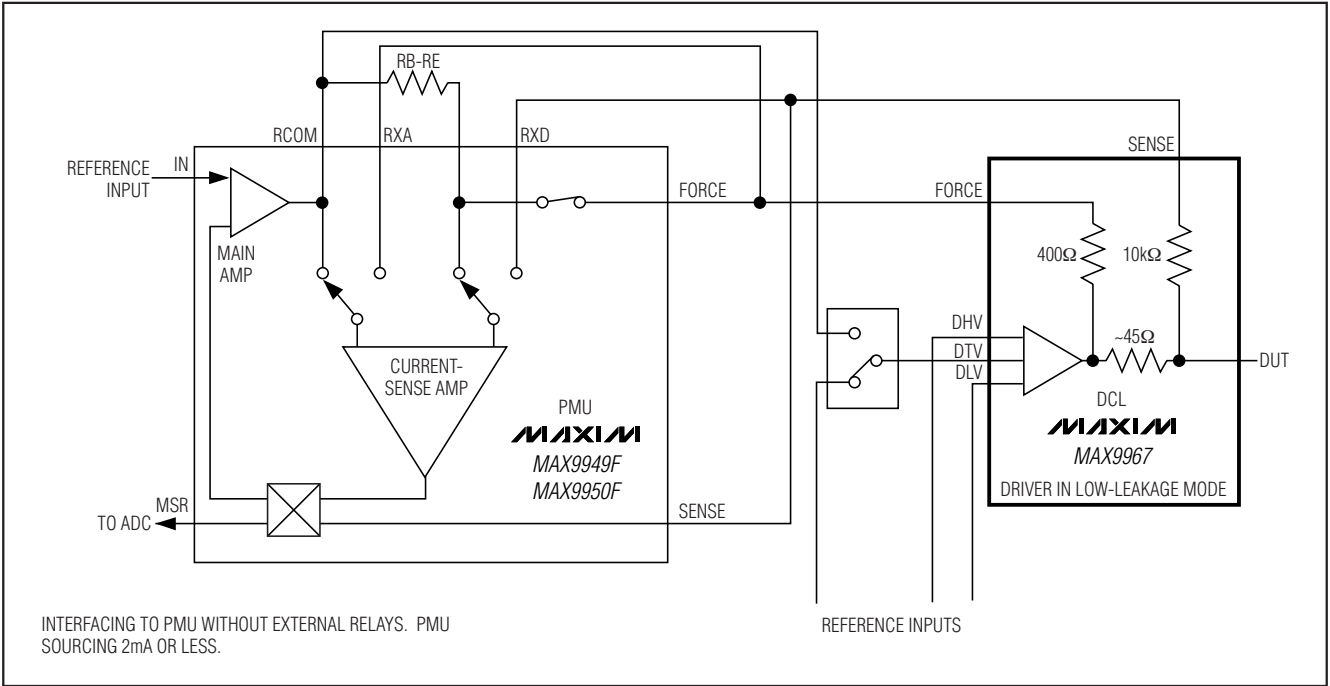 RB-RE
RCOM
RXA
RXD
SENSE
REFERENCE
INPUT
IN
FORCE
FORCE
MAIN
AMP
400Ω
10kΩ
DHV
DTV
DLV
~45Ω
DUT
CURRENT-
SENSE AMP
PMU
MAXIM
MAX9949F
MAX9950F
DCL
MAXIM
MAX9967
DRIVER IN LOW-LEAKAGE MODE
MSR
TO ADC
SENSE
INTERFACING TO PMU WITHOUT EXTERNAL RELAYS. PMU
SOURCING 2mA OR LESS.
REFERENCE INPUTS